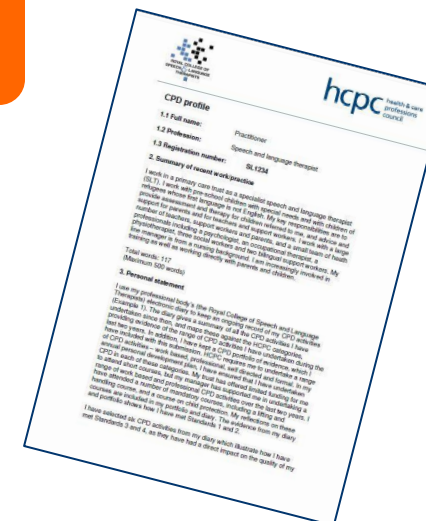 ROYAL COLLEGE OF
SPEECH & LANGUAGE
THERAPISTS
hcpc health & care
professions
council
CPD profile
1.1 Full name: Practitioner
1.2 Profession: Speech and language therapist
1.3 Registration number: SL1234
2. Summary of recent work/practice
I work in a primary care trust as a specialist speech and language therapist
(SLT). I work with pre-school children with special needs and with children of
refugees whose first language is not English. My key responsibilities are to
provide assessment and therapy for children referred to me, and advice and
support for parents and for teachers and support workers. I work with a large
number of teachers, support workers and parents, and a small team of health
professionals including a psychologist, an occupational therapist, a
physiotherapist, three social workers and two bilingual support workers. My
line manager is from a nursing background. I am increasingly involved in
training as well as working directly with parents and children.
Total words: 117
(Maximum 500 words)
3. Personal statement
I use my professional body's (the Royal College of Speech and Language
Therapists) electronic diary to keep an ongoing record of my CPD activities
(Example 1). The diary gives a summary of all the CPD activities I have
undertaken since then, and maps these against the HCPC categories,
providing evidence of the range of CPD activities I have undertaken during the
last two years. In addition, I have kept a CPD portfolio of evidence, which I
have included with this submission. HCPC requires me to undertake a range
of CPD activities – work based, professional, self directed and formal. In my
annual personal development plan, I have ensured that I have undertaken
CPD in each of these categories. My trust has offered limited funding for me
to attend short courses, but my manager has supported me in undertaking a
range of work based and professional CPD activities over the last two years. I
have attended a number of mandatory courses, including a lifting and
handling course, and a course on child protection. My reflections on these
courses are included in my portfolio and diary. The evidence from my diary
and portfolio shows how I have met Standards 1 and 2.
I have selected six CPD activities from my diary which illustrate how I have
met Standards 3 and 4, as they have had a direct impact on the quality of my